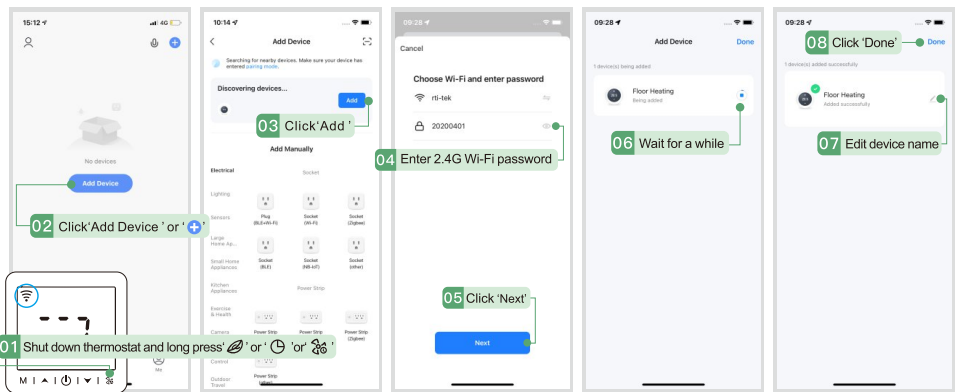 15:12
4G
No devices
Add Device
02 Click‘Add Device ’ or ‘ + ’
01 Shut down thermostat and long press‘ ’ or ‘ ’or‘ ’
M
Me
10:14
Add Device
Searching for nearby devices. Make sure your device has
entered pairing mode.
Discovering devices...
Add
03 Click‘Add ’
Add Manually
Electrical
Socket
Lighting
Sensors
Large
Home Ap...
Small Home
Appliances
Kitchen
Appliances
Exercise
& Health
Camera
Control
Outdoor
Travel
Plug
(BLE+Wi-Fi)
Socket
(Wi-Fi)
Socket
(Zigbee)
Socket
(BLE)
Socket
(NB-IoT)
Socket
(other)
Power Strip
Power Strip
Power Strip
Power Strip
(Zigbee)
Power Strip
(other)
09:28
Cancel
Choose Wi-Fi and enter password
rti-tek
20200401
04 Enter 2.4G Wi-Fi password
05 Click ‘Next’
Next
09:28
Add Device
Done
1 device(s) being added
Floor Heating
Being added
06 Wait for a while
09:28
08 Click ‘Done’
Done
1 device(s) added successfully
Floor Heating
Added successfully
07 Edit device name